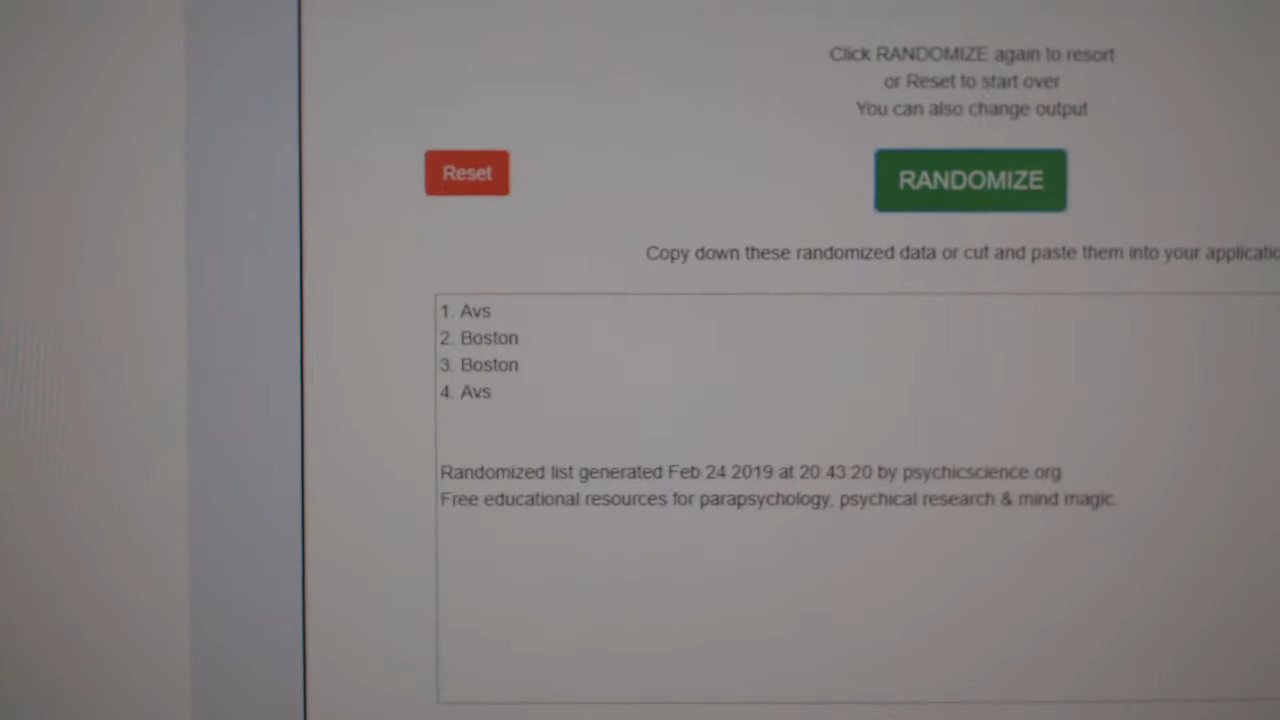 Click RANDOMIZE again to resort
or Reset to start over
You can also change output
Reset
RANDOMIZE
Copy down these randomized data or cut and paste them into your applicatio
1. Avs
2. Boston
3. Boston
4. Avs
Randomized list generated Feb 24 2019 at 20:43:20 by psychicscience.org
Free educational resources for parapsychology, psychical research & mind magic.